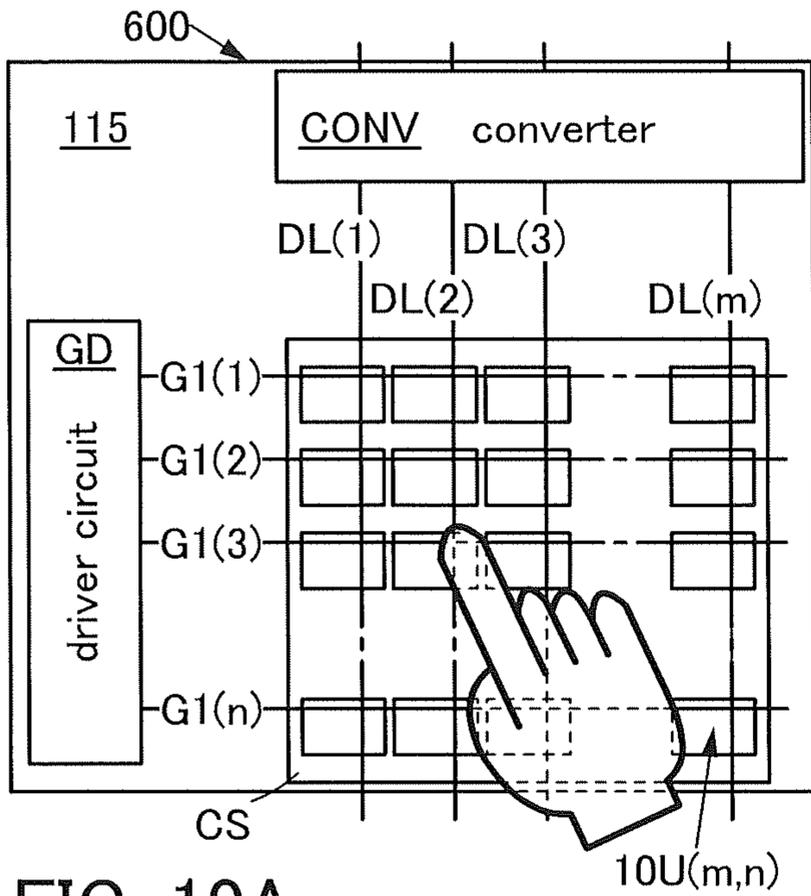 600
115
CONV converter
DL(1) DL(3)
DL(2) DL(m)
GD
driver circuit
G1(1)
G1(2)
G1(3)
G1(n)
CS
10U(m,n)
FIG